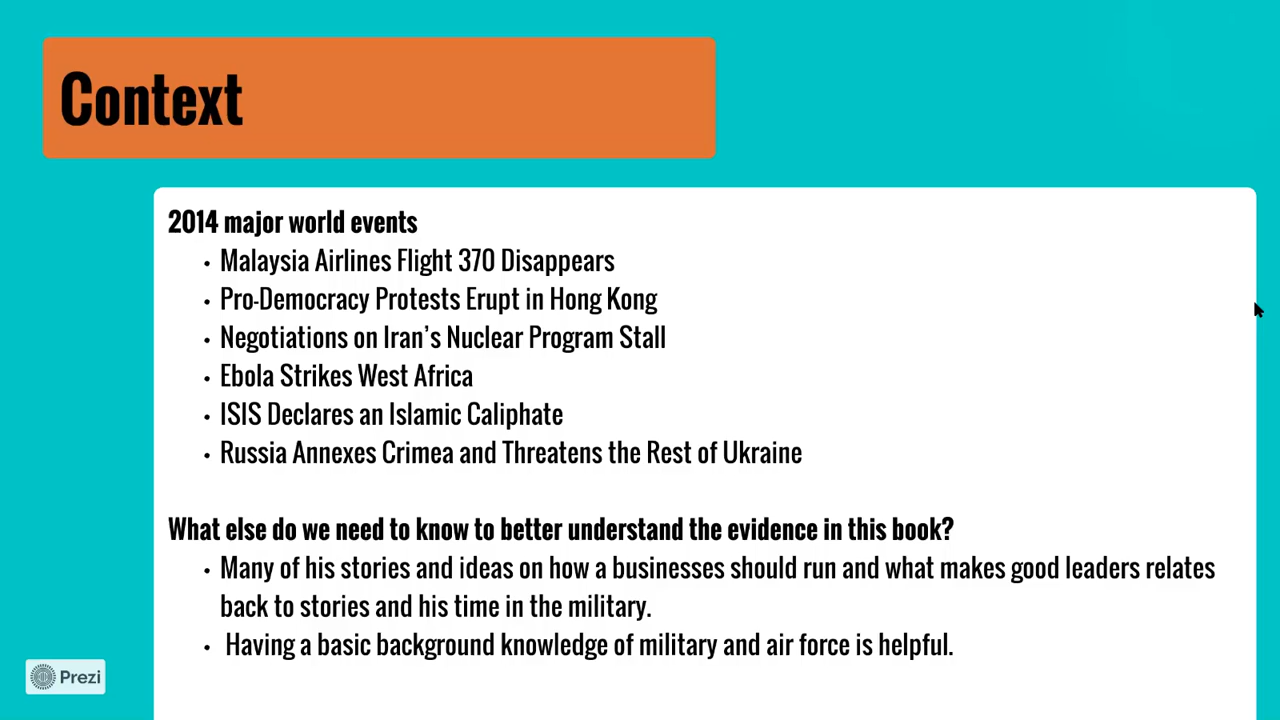 Context
2014 major world events
• Malaysia Airlines Flight 370 Disappears
• Pro-Democracy Protests Erupt in Hong Kong
• Negotiations on Iran’s Nuclear Program Stall
• Ebola Strikes West Africa
• ISIS Declares an Islamic Caliphate
• Russia Annexes Crimea and Threatens the Rest of Ukraine
What else do we need to know to better understand the evidence in this book?
• Many of his stories and ideas on how a businesses should run and what makes good leaders relates
back to stories and his time in the military.
• Having a basic background knowledge of military and air force is helpful.
Prezi